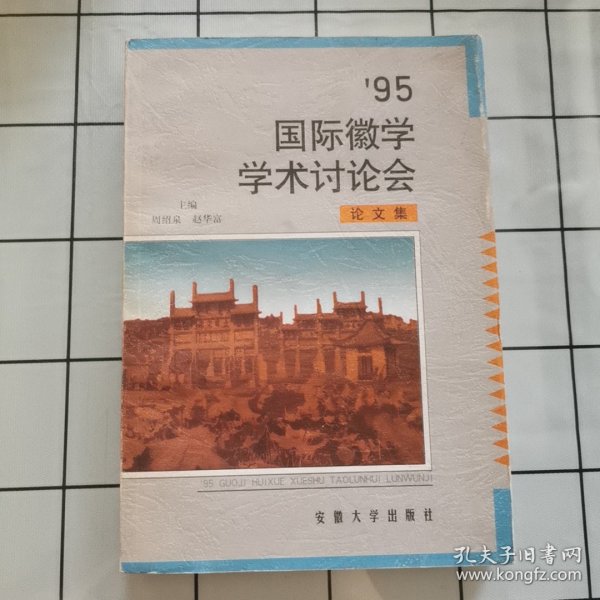 '95
国际徽学
学术讨论会
主编
周绍泉 赵华富
论文集
'95 GUOJI HUIXUE XUESHU TAOLUNHUI LUNWUNJI
安徽大学出版社
孔夫子旧书网
www.kongfz.com